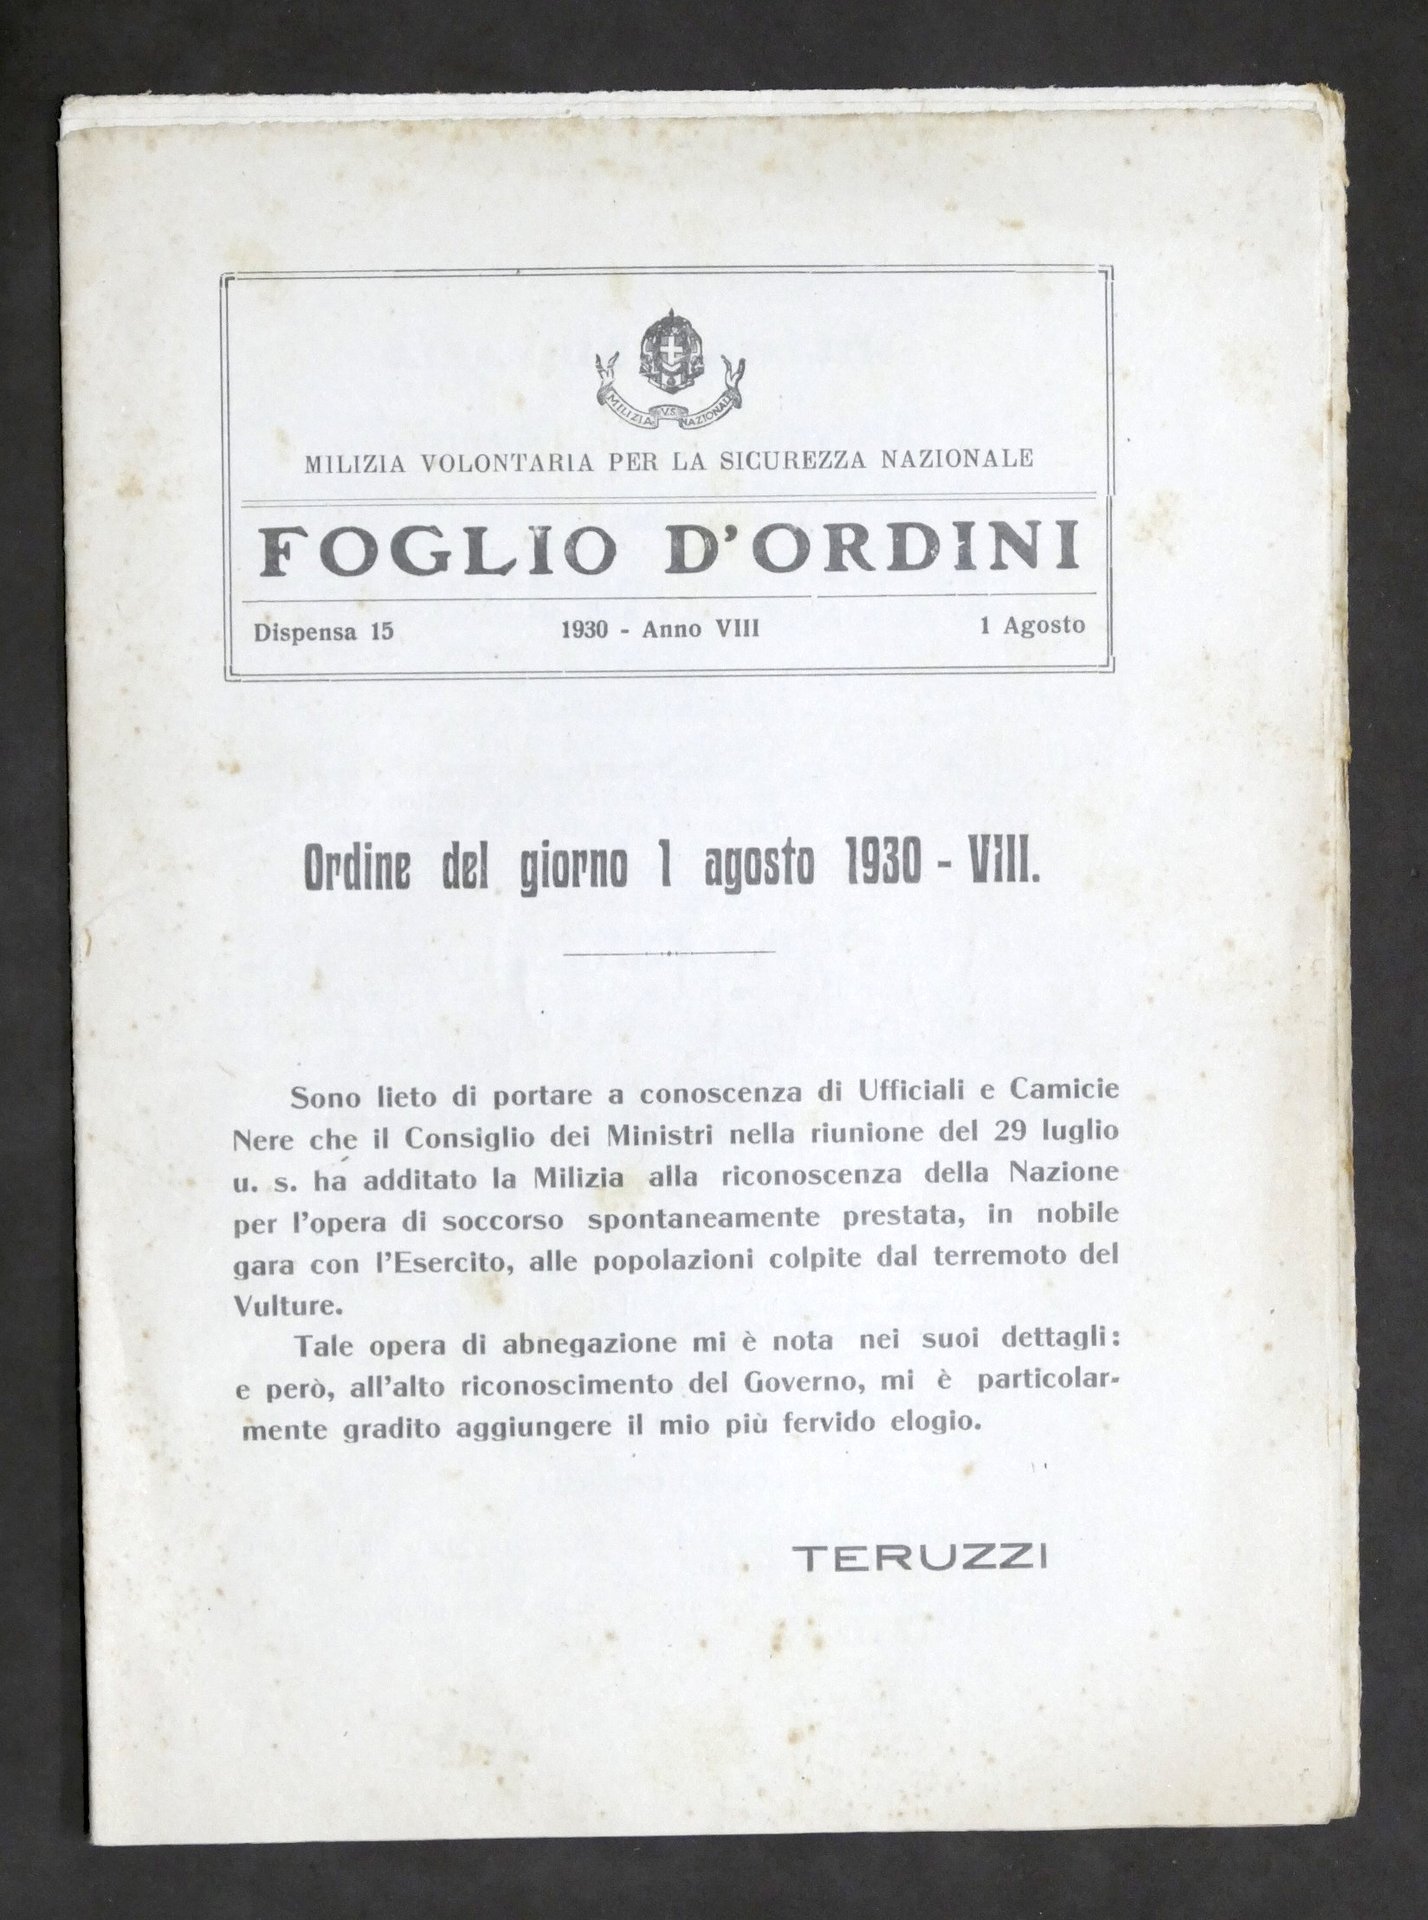 MILIZIA V.S. NAZIONALE
MILIZIA VOLONTARIA PER LA SICUREZZA NAZIONALE
FOGLIO D'ORDINI
Dispensa 15 1930 - Anno VIII 1 Agosto
Ordine del giorno 1 agosto 1930 - VIII.
Sono lieto di portare a conoscenza di Ufficiali e Camicie
Nere che il Consiglio dei Ministri nella riunione del 29 luglio
u. s. ha additato la Milizia alla riconoscenza della Nazione
per l'opera di soccorso spontaneamente prestata, in nobile
gara con l'Esercito, alle popolazioni colpite dal terremoto del
Vulture.
Tale opera di abnegazione mi è nota nei suoi dettagli:
e però, all'alto riconoscimento del Governo, mi è particolar-
mente gradito aggiungere il mio più fervido elogio.
TERUZZI